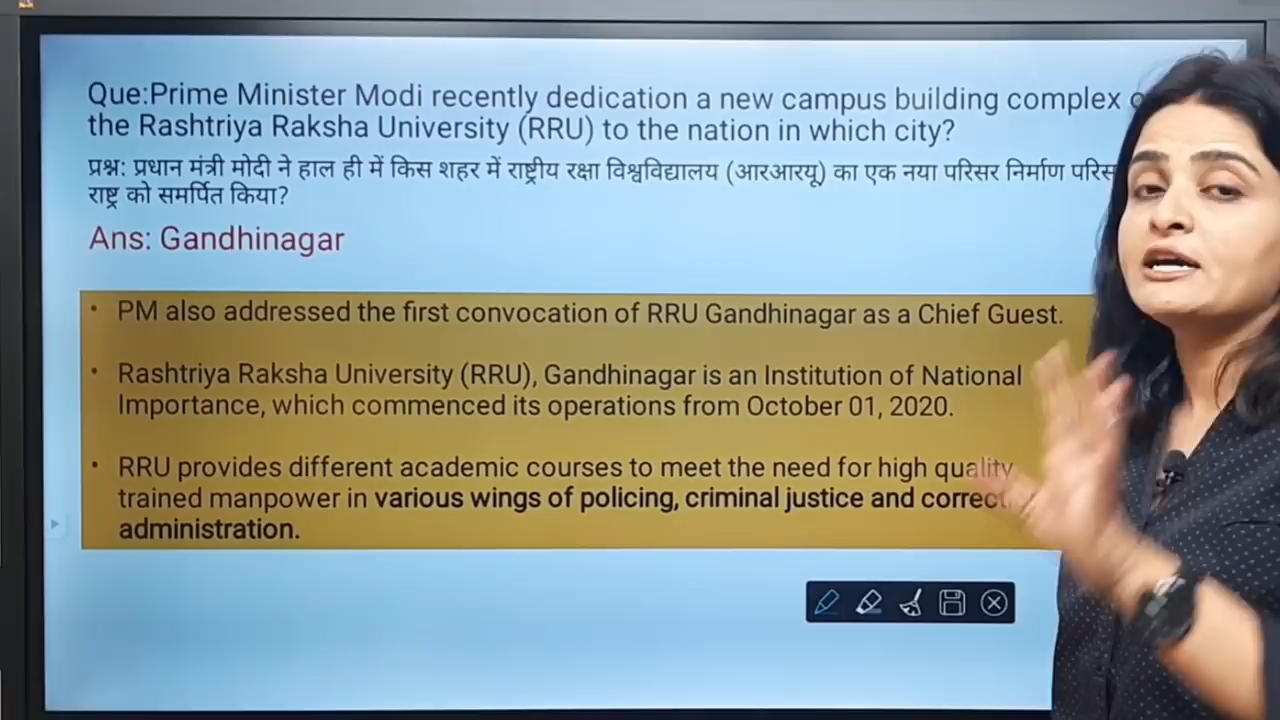 Que:Prime Minister Modi recently dedication a new campus building complex
the Rashtriya Raksha University (RRU) to the nation in which city?
प्रश्न: प्रधान मंत्री मोदी ने हाल ही में किस शहर में राष्ट्रीय रक्षा विश्वविद्यालय (आरआरयू) का एक नया परिसर निर्माण
राष्ट्र को समर्पित किया?
Ans: Gandhinagar
• PM also addressed the first convocation of RRU Gandhinagar as a Chief Guest.
• Rashtriya Raksha University (RRU), Gandhinagar is an Institution of National
Importance, which commenced its operations from October 01, 2020.
• RRU provides different academic courses to meet the need for high quality
trained manpower in various wings of policing, criminal justice and
administration.